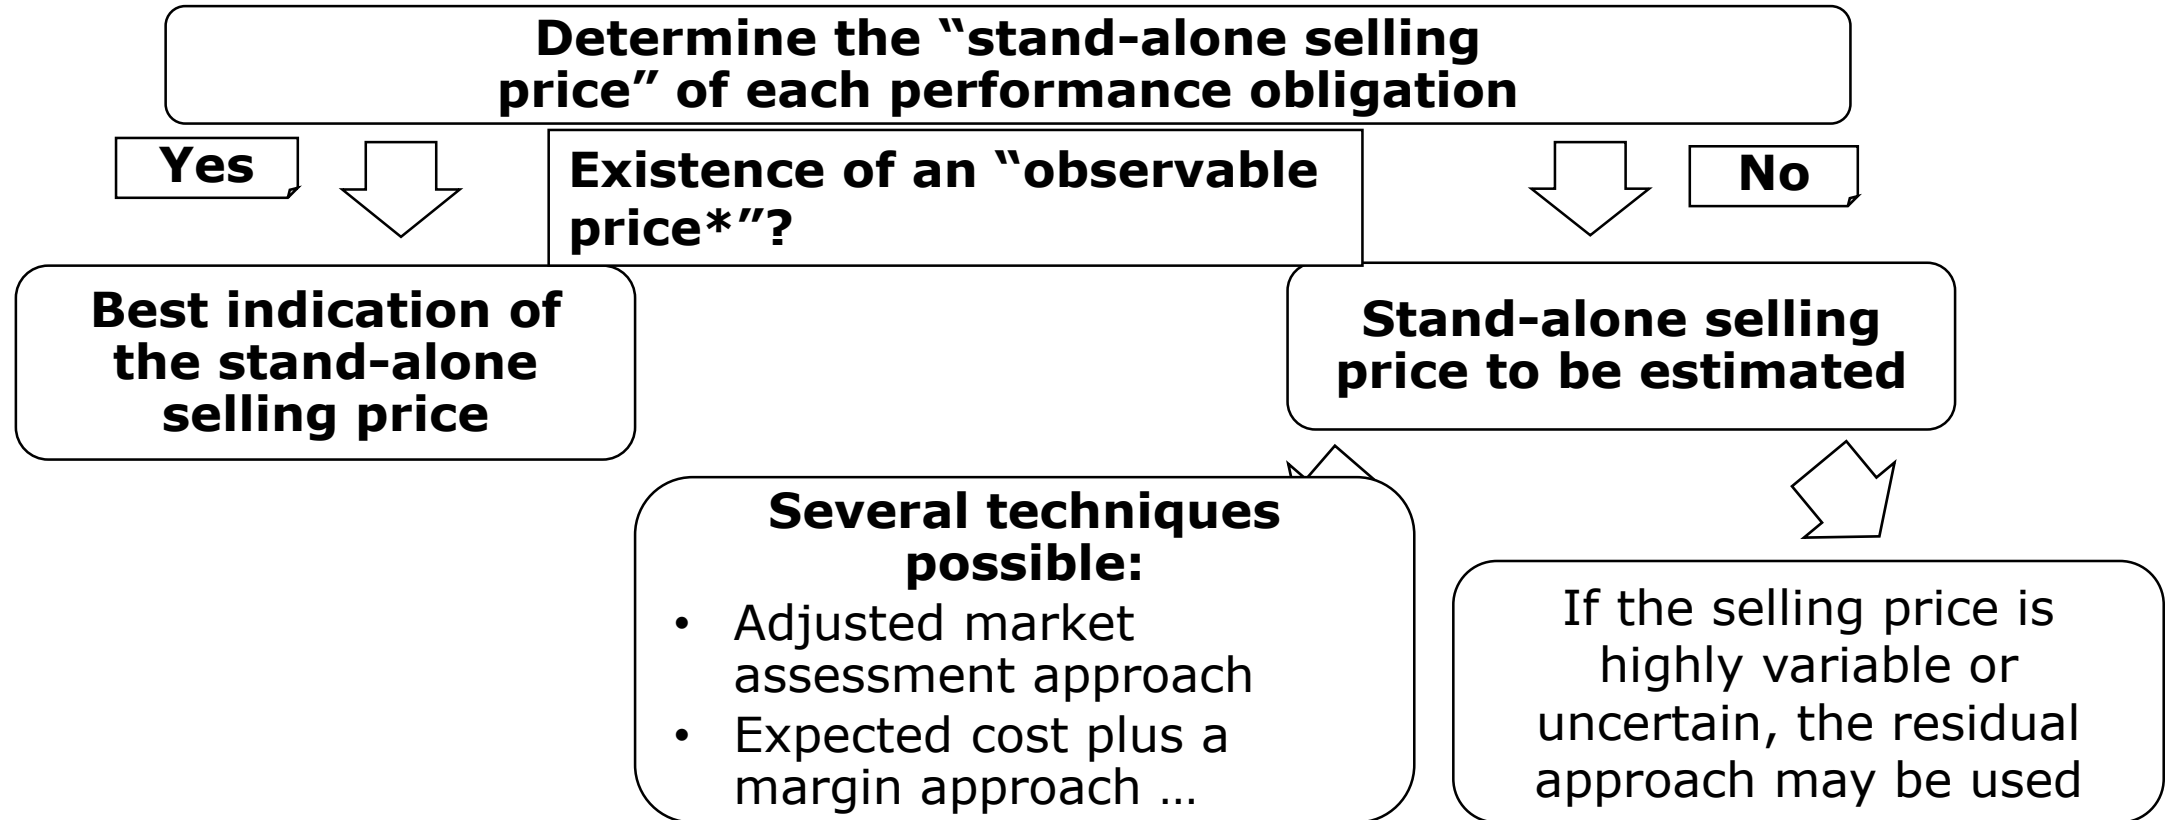 Determine the “stand-alone selling
price” of each performance obligation
Yes
Existence of an “observable
price*”?
No
Best indication of
the stand-alone
selling price
Stand-alone selling
price to be estimated
Several techniques
possible:
• Adjusted market
assessment approach
• Expected cost plus a
margin approach …
If the selling price is
highly variable or
uncertain, the residual
approach may be used